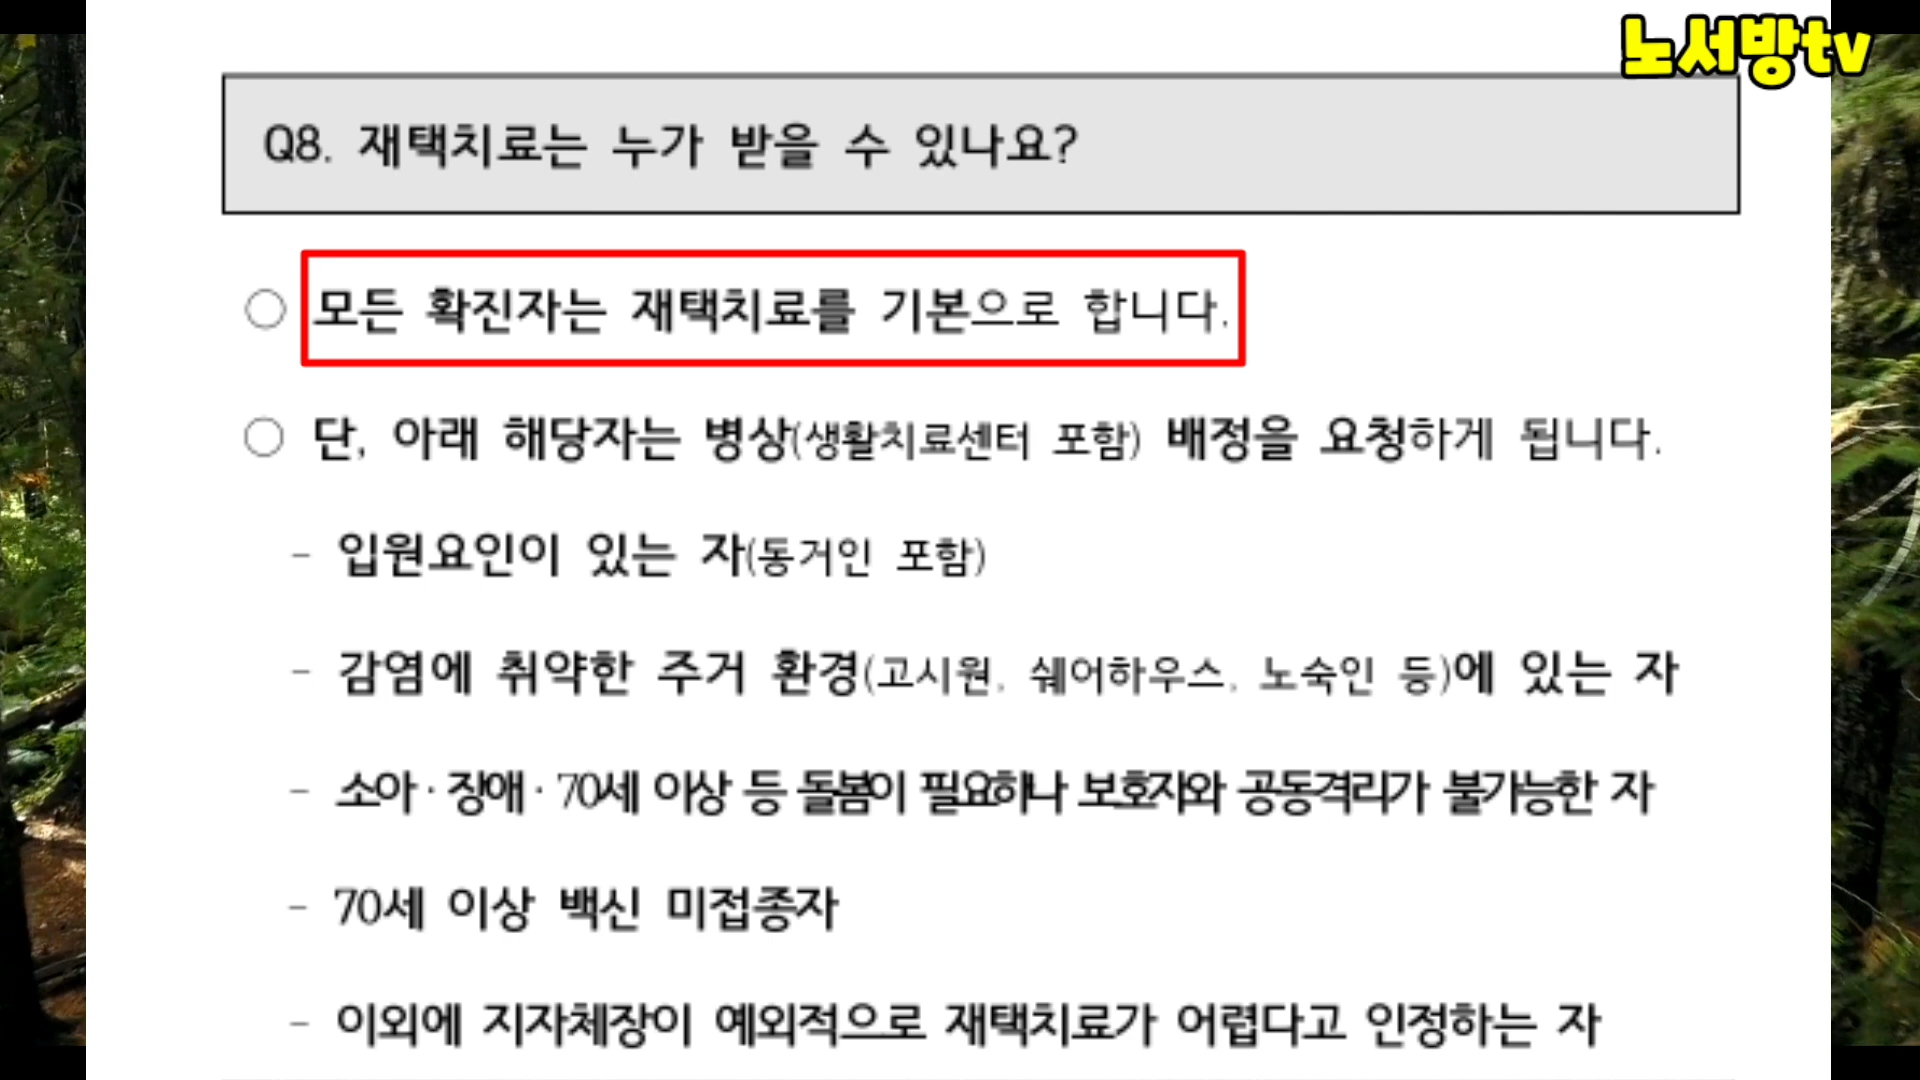 노서방tv
Q8. 재택치료는 누가 받을 수 있나요?
○ 모든 확진자는 재택치료를 기본으로 합니다.
○ 단, 아래 해당자는 병상(생활치료센터 포함) 배정을 요청하게 됩니다.
- 입원요인이 있는 자(동거인 포함)
- 감염에 취약한 주거 환경(고시원, 쉐어하우스, 노숙인 등)에 있는 자
- 소아·장애·70세 이상 등 돌봄이 필요하나 보호자와 공동격리가 불가능한 자
- 70세 이상 백신 미접종자
- 이외에 지자체장이 예외적으로 재택치료가 어렵다고 인정하는 자